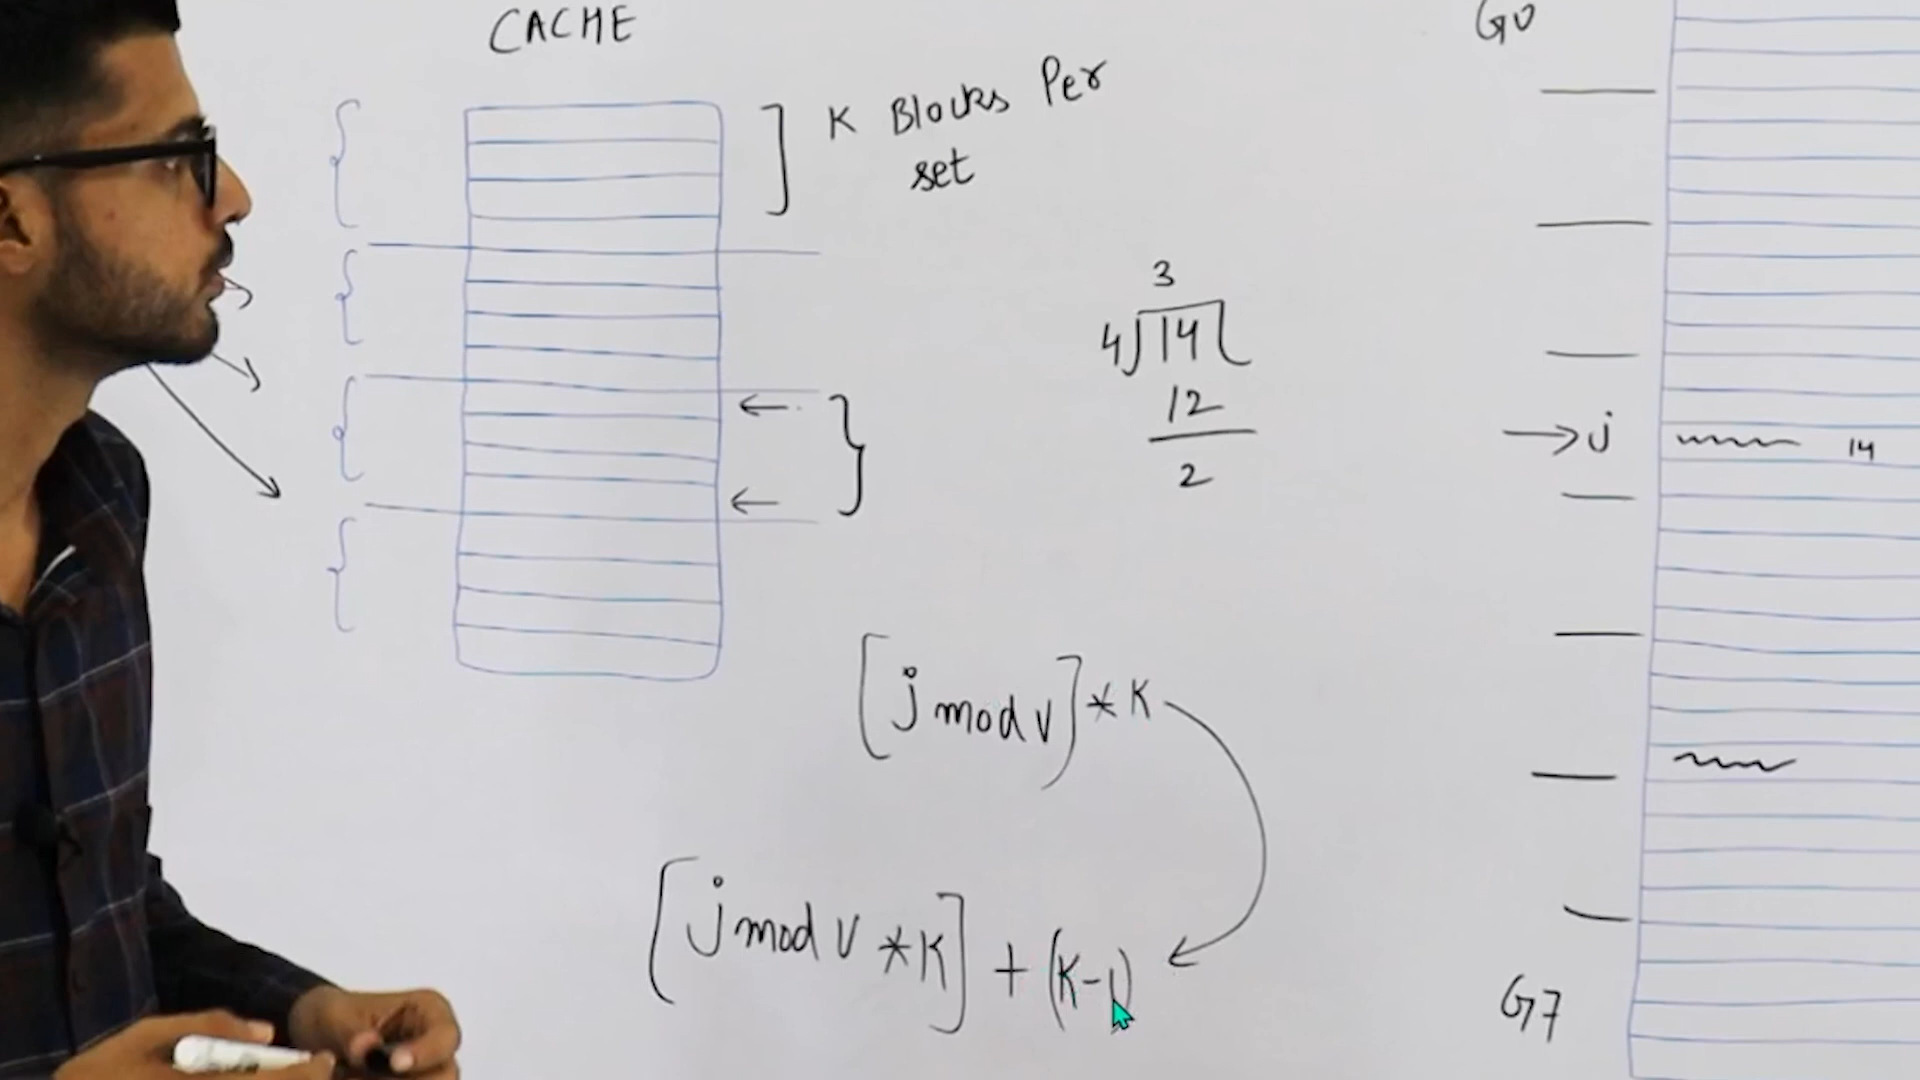 CACHE
K Blocks Per
set
3
4 14
12
2
[j mod v] * K
[j mod v * K] + (K-1)
G0
j
14
G7